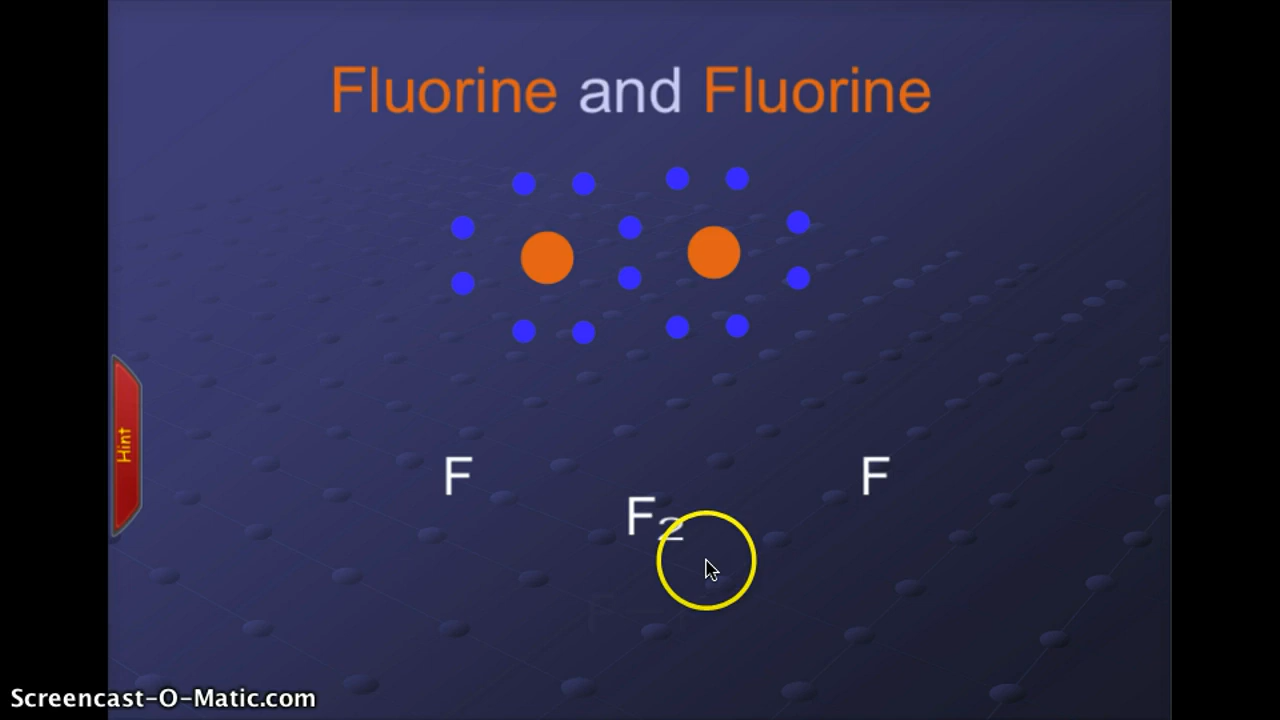 Fluorine and Fluorine
Hint
F
F
F₂
Screencast-O-Matic.com